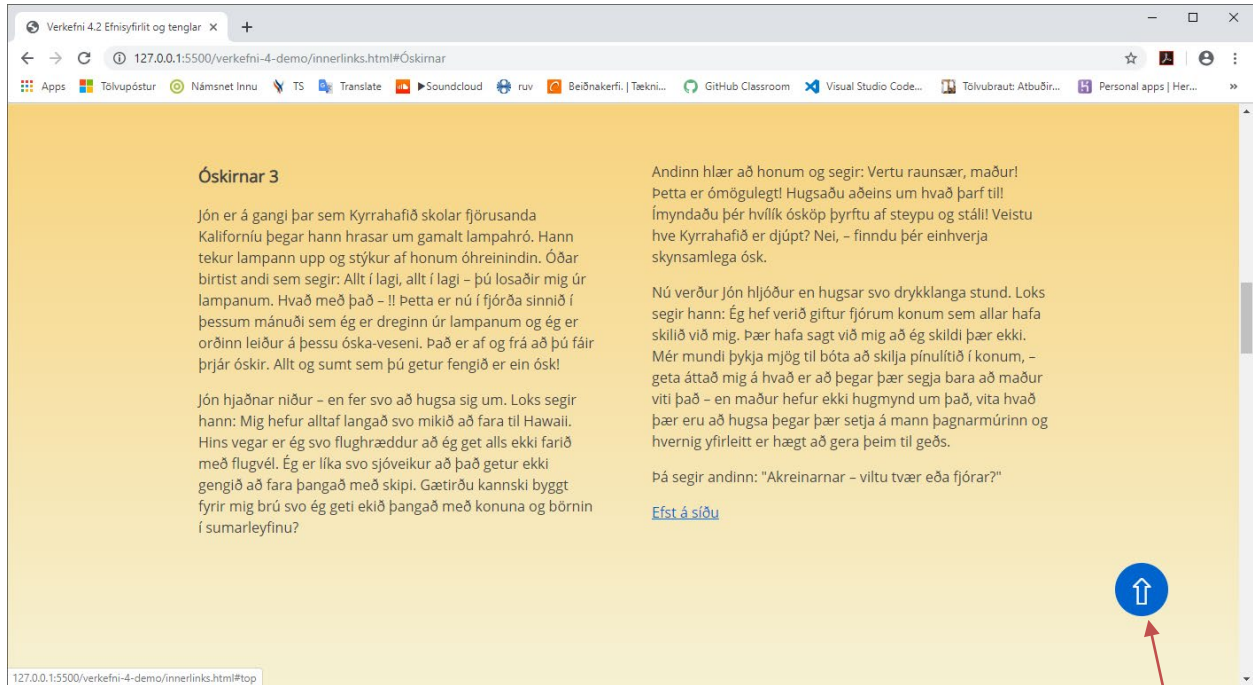 Verkefni 4.2 Efnisyfirlit og tenglar
127.0.0.1:5500/verkefni-4-demo/innerlinks.html#Óskirnar
Apps Tölvupóstur Námsnet Innu TS Translate ▶Soundcloud ruv Beiðnakerfi. | Tækni... GitHub Classroom Visual Studio Code... Tölvubraut: Atbuðir... Personal apps | Her... »
Óskirnar 3
Jón er á gangi þar sem Kyrrahafið skolar fjörusanda
Kaliforníu þegar hann hrasar um gamalt lampahró. Hann
tekur lampann upp og stýkur af honum óhreinindin. Óðar
birtist andi sem segir: Allt í lagi, allt í lagi – þú losaðir mig úr
lampanum. Hvað með það – !! Þetta er nú í fjórða sinnið í
þessum mánuði sem ég er dreginn úr lampanum og ég er
orðinn leiður á þessu óska-veseni. Það er af og frá að þú fáir
þrjár óskir. Allt og sumt sem þú getur fengið er ein ósk!
Jón hjaðnar niður – en fer svo að hugsa sig um. Loks segir
hann: Mig hefur alltaf langað svo mikið að fara til Hawaii.
Hins vegar er ég svo flughræddur að ég get alls ekki farið
með flugvél. Ég er líka svo sjóveikur að það getur ekki
gengið að fara þangað með skipi. Gætirðu kannski byggt
fyrir mig brú svo ég geti ekið þangað með konuna og börnin
í sumarleyfinu?
Andinn hlær að honum og segir: Vertu raunsær, maður!
Þetta er ómögulegt! Hugsaðu aðeins um hvað þarf til!
Ímyndaðu þér hvílík ósköp þyrftu af steypu og stáli! Veistu
hve Kyrrahafið er djúpt? Nei, – finndu þér einhverja
skynsamlega ósk.
Nú verður Jón hljóður en hugsar svo drykklanga stund. Loks
segir hann: Ég hef verið giftur fjórum konum sem allar hafa
skilið við mig. Þær hafa sagt við mig að ég skildi þær ekki.
Mér mundi þykja mjög til bóta að skilja pínulítið í konum, –
geta áttað mig á hvað er að þegar þær segja bara að maður
viti það – en maður hefur ekki hugmynd um það, vita hvað
þær eru að hugsa þegar þær setja á mann þagnarmúrinn og
hvernig yfirleitt er hægt að gera þeim til geðs.
Þá segir andinn: "Akreinarnar – viltu tvær eða fjórar?"
Efst á síðu
127.0.0.1:5500/verkefni-4-demo/innerlinks.html#top